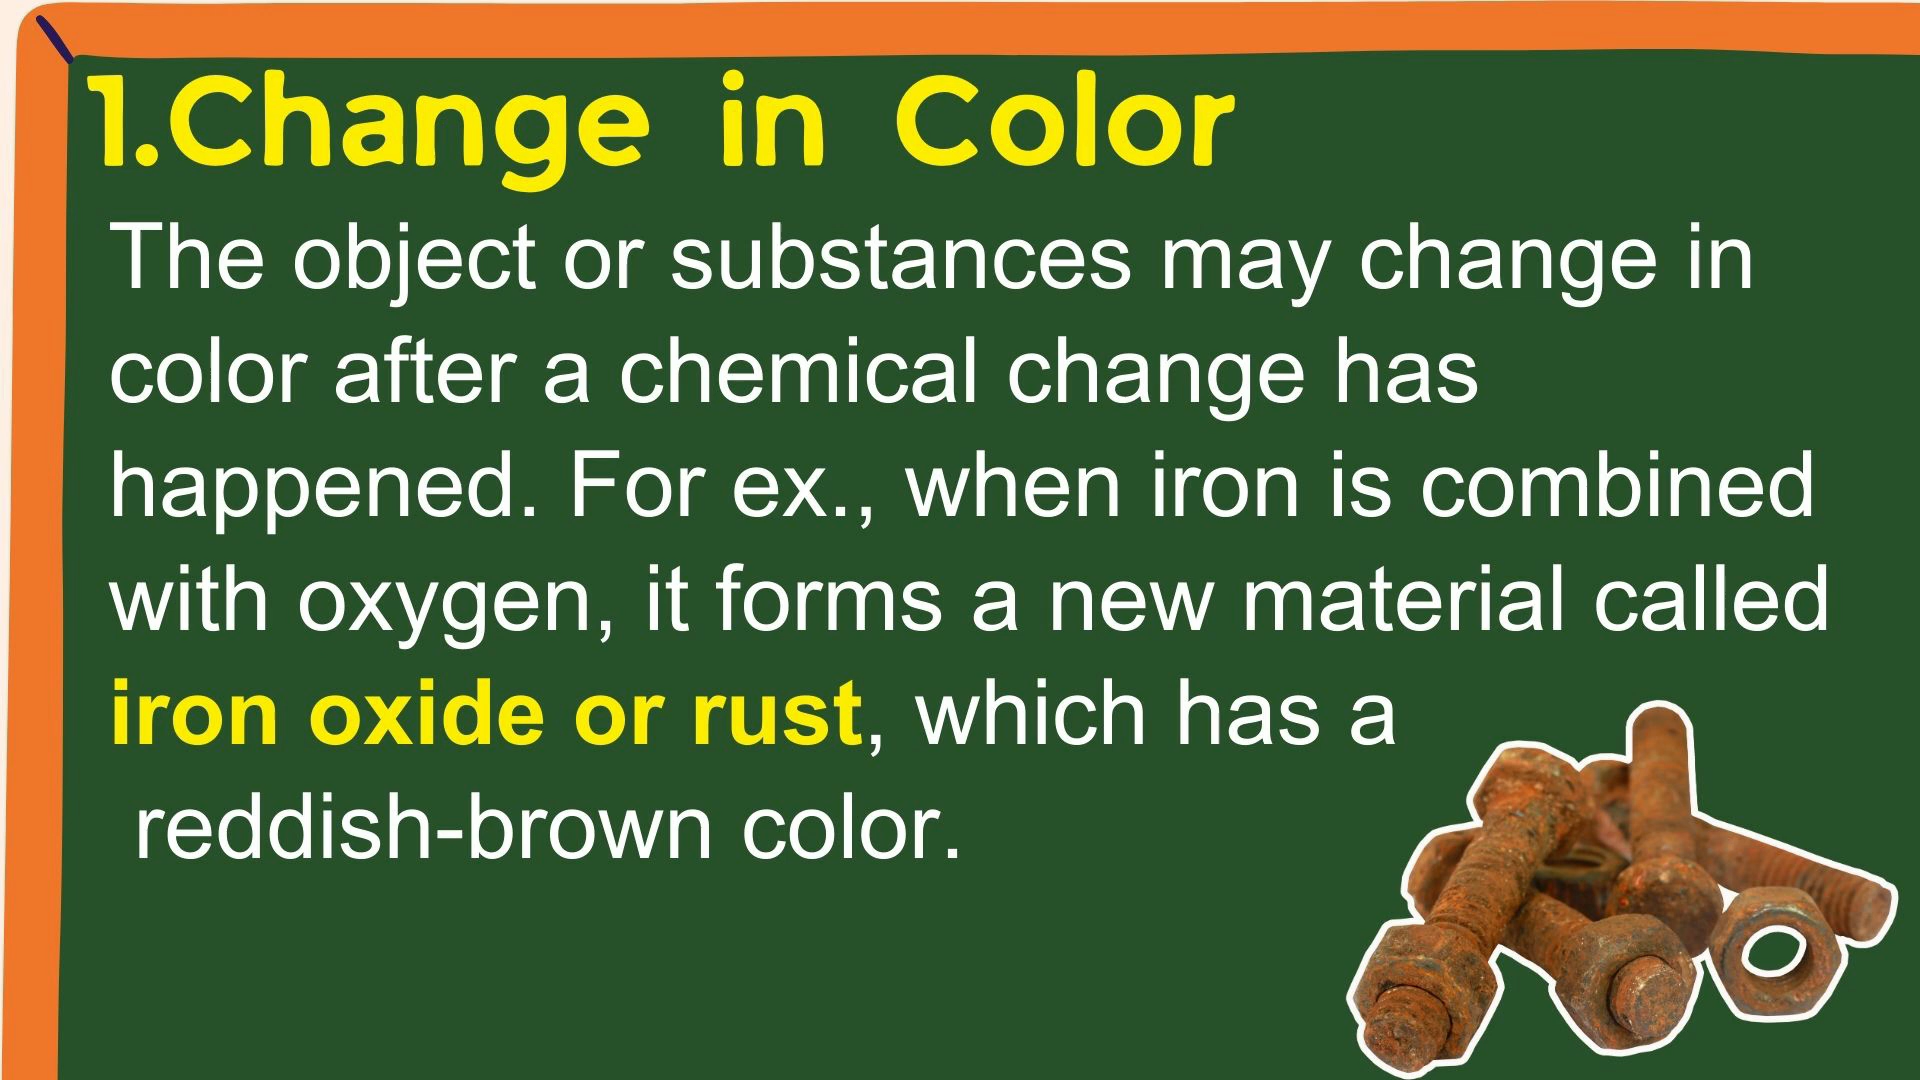 1.Change in Color
The object or substances may change in
color after a chemical change has
happened. For ex., when iron is combined
with oxygen, it forms a new material called
iron oxide or rust, which has a
reddish-brown color.